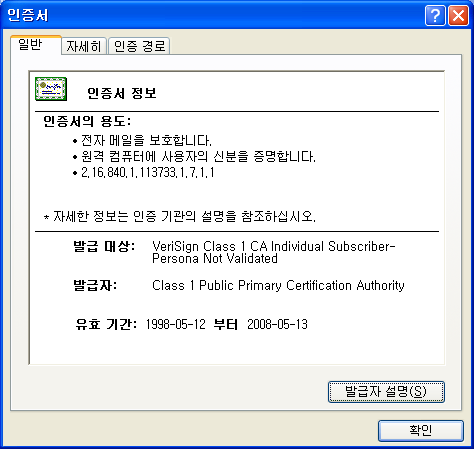 인증서
일반 자세히 인증 경로
인증서 정보
인증서의 용도:
• 전자 메일을 보호합니다.
• 원격 컴퓨터에 사용자의 신분을 증명합니다.
• 2.16.840.1.113733.1.7.1.1
* 자세한 정보는 인증 기관의 설명을 참조하십시오.
발급 대상: VeriSign Class 1 CA Individual Subscriber-
Persona Not Validated
발급자: Class 1 Public Primary Certification Authority
유효 기간: 1998-05-12 부터 2008-05-13
발급자 설명(S)
확인